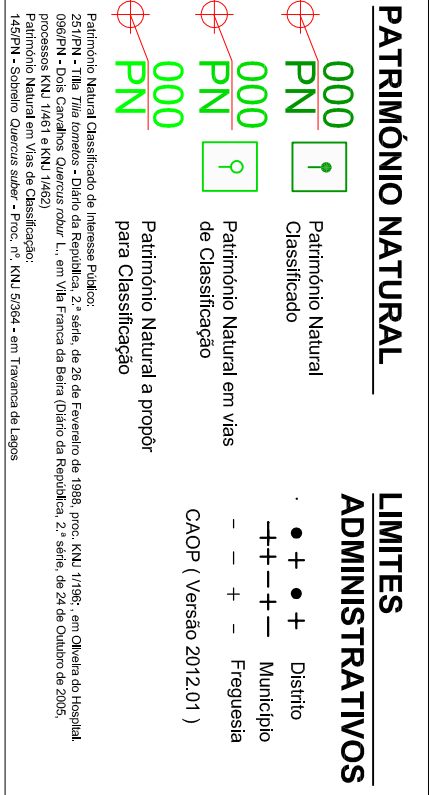 PATRIMÓNIO NATURAL
000
PN
Património Natural
Classificado
000
PN
Património Natural em vias
de Classificação
000
PN
Património Natural a propôr
para Classificação
LIMITES
ADMINISTRATIVOS
Distrito
Município
Freguesia
CAOP ( Versão 2012.01 )
Património Natural Classificado de Interesse Público:
251/PN - Tília Tilia tometos - Diário da República, 2.ª série, de 26 de Fevereiro de 1988, proc. KNJ 1/196; , em Oliveira do Hospital.
096/PN - Dois Carvalhos Quercus robur L., em Vila Franca da Beira (Diário da República, 2.ª série, de 24 de Outubro de 2005,
processos KNJ 1/461 e KNJ 1/462)
Património Natural em Vias de Classificação:
145/PN - Sobreiro Quercus suber - Proc. nº. KNJ 5/364 - em Travanca de Lagos